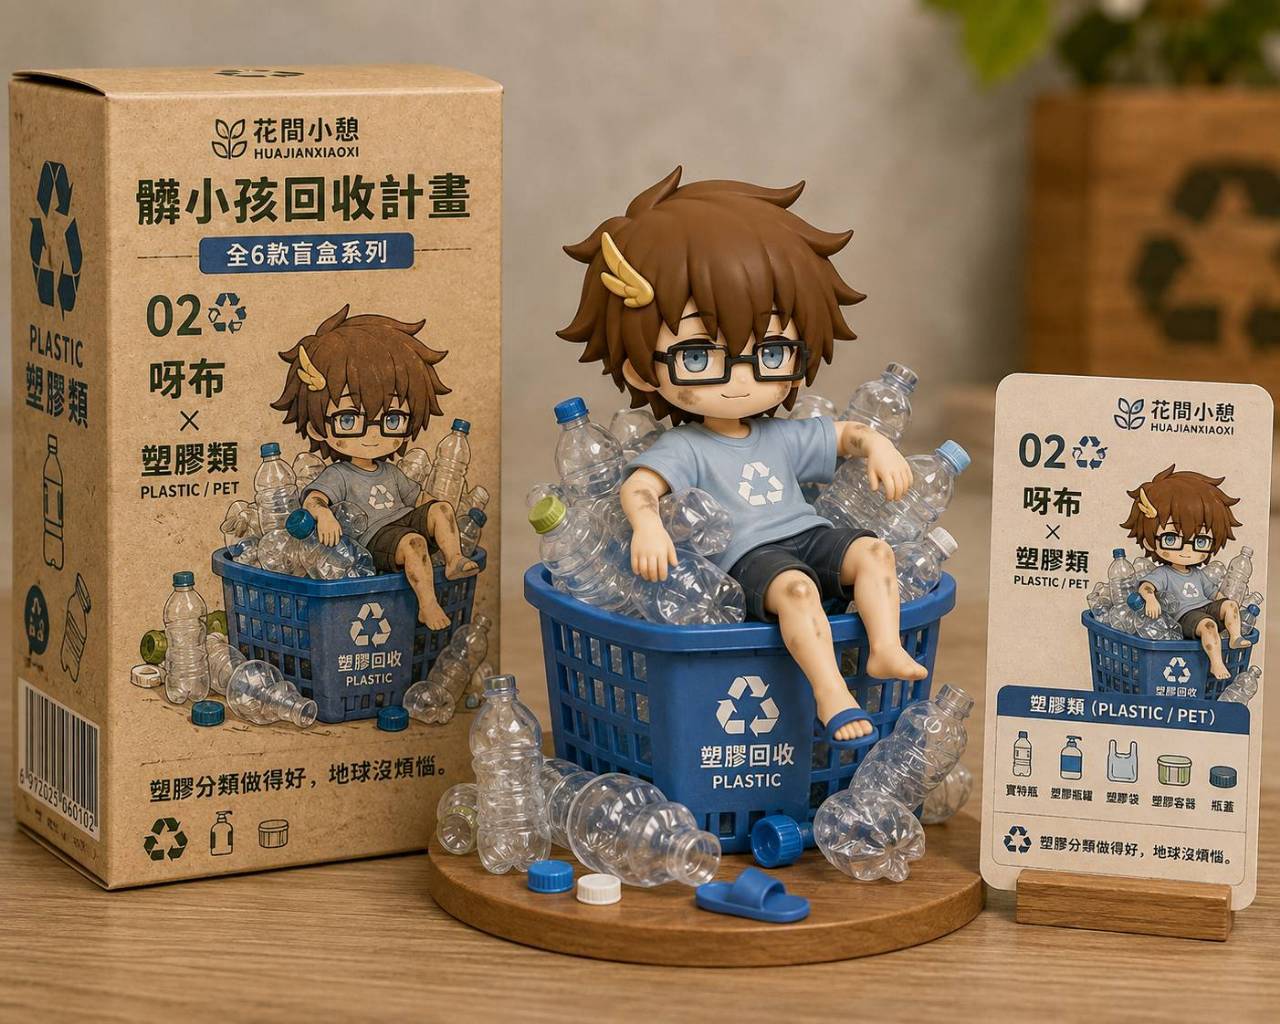 花間小憩
HUAJIANXIAOXI
髒小孩回收計畫
全6款盲盒系列
02
呀布
×
塑膠類
PLASTIC / PET
塑膠回收
PLASTIC
塑膠分類做得好，地球沒煩惱。
PLASTIC
塑膠類
6 972025 060102
塑膠回收
PLASTIC
花間小憩
HUAJIANXIAOXI
02
呀布
×
塑膠類
PLASTIC / PET
塑膠回收
塑膠類（PLASTIC / PET）
寶特瓶 塑膠瓶罐 塑膠袋 塑膠容器 瓶蓋
塑膠分類做得好，地球沒煩惱。